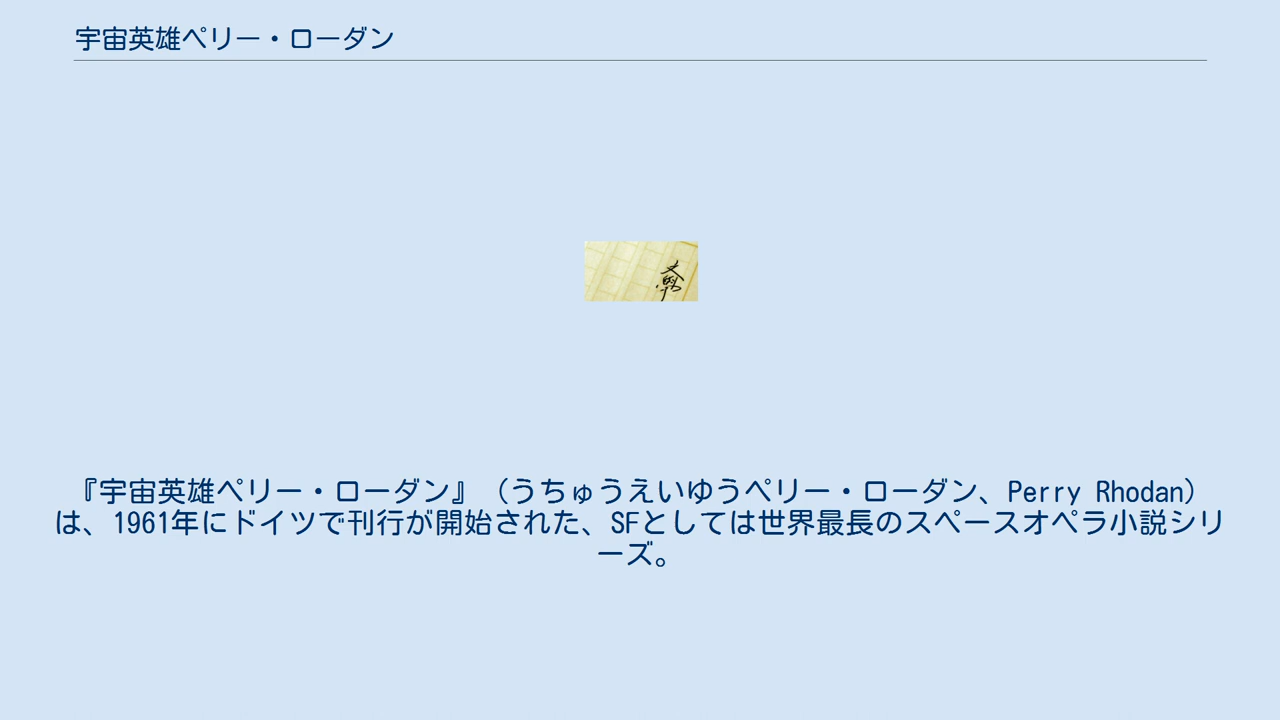 宇宙英雄ペリー・ローダン
『宇宙英雄ペリー・ローダン』（うちゅうえいゆうペリー・ローダン、Perry Rhodan）
は、1961年にドイツで刊行が開始された、SFとしては世界最長のスペースオペラ小説シリ
ーズ。